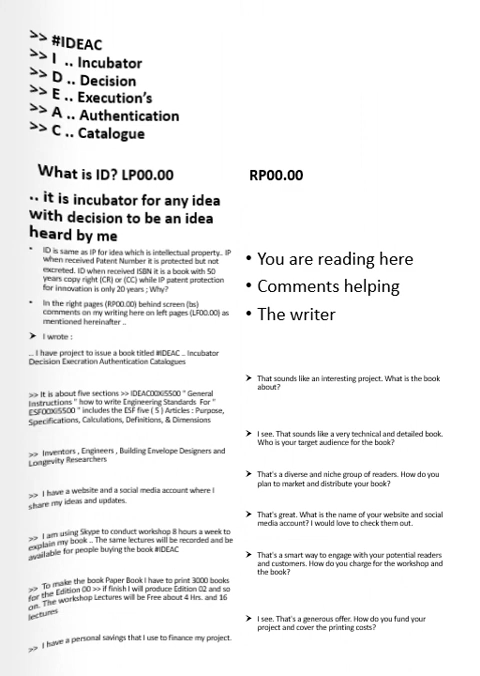 >> #IDEAC
>> I .. Incubator
>> D .. Decision
>> E .. Execution's
>> A .. Authentication
>> C .. Catalogue
What is ID? LP00.00
.. it is incubator for any idea
with decision to be an idea
heard by me
• ID is same as IP for idea which is intellectual property.. IP
when received Patent Number it is protected but not
excreted. ID when received ISBN it is a book with 50
years copy right (CR) or (CC) while IP patent protection
for innovation is only 20 years ; Why?
• In the right pages (RP00.00) behind screen (bs)
comments on my writing here on left pages (LF00.00) as
mentioned hereinafter ..
➤ I wrote :
... I have project to issue a book titled #IDEAC .. Incubator
Decision Execration Authentication Catalogues
>> It is about five sections >> IDEAC00XI5500 " General
Instructions " how to write Engineering Standards For "
ESF00XI5500 " includes the ESF five ( 5 ) Articles : Purpose,
Specifications, Calculations, Definitions, & Dimensions
>> Inventors , Engineers , Building Envelope Designers and
Longevity Researchers
>> I have a website and a social media account where I
share my ideas and updates.
>> I am using Skype to conduct workshop 8 hours a week to
explain my book .. The same lectures will be recorded and be
available for people buying the book #IDEAC
>> To make the book Paper Book I have to print 3000 books
for the Edition 00 >> if finish I will produce Edition 02 and so
on. The workshop Lectures will be Free about 4 Hrs. and 16
lectures
>> I have a personal savings that I use to finance my project.
RP00.00
• You are reading here
• Comments helping
• The writer
➤ That sounds like an interesting project. What is the book
about?
➤ I see. That sounds like a very technical and detailed book.
Who is your target audience for the book?
➤ That's a diverse and niche group of readers. How do you
plan to market and distribute your book?
➤ That's great. What is the name of your website and social
media account? I would love to check them out.
➤ That's a smart way to engage with your potential readers
and customers. How do you charge for the workshop and
the book?
➤ I see. That's a generous offer. How do you fund your
project and cover the printing costs?